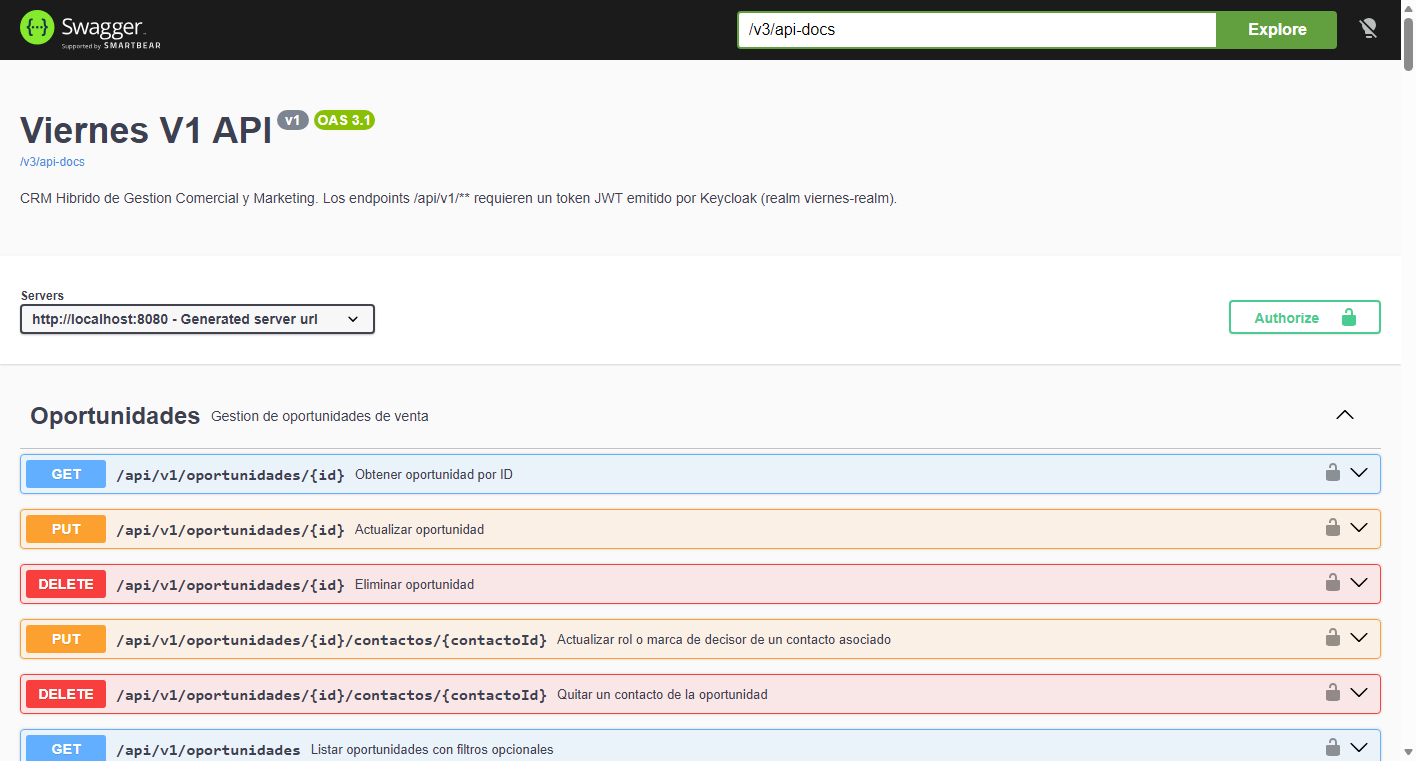 Swagger
Supported by SMARTBEAR
/v3/api-docs
Explore
Viernes V1 API v1 OAS 3.1
/v3/api-docs
CRM Hibrido de Gestion Comercial y Marketing. Los endpoints /api/v1/** requieren un token JWT emitido por Keycloak (realm viernes-realm).
Servers
http://localhost:8080 - Generated server url
Authorize
Oportunidades Gestion de oportunidades de venta
GET /api/v1/oportunidades/{id} Obtener oportunidad por ID
PUT /api/v1/oportunidades/{id} Actualizar oportunidad
DELETE /api/v1/oportunidades/{id} Eliminar oportunidad
PUT /api/v1/oportunidades/{id}/contactos/{contactoId} Actualizar rol o marca de decisor de un contacto asociado
DELETE /api/v1/oportunidades/{id}/contactos/{contactoId} Quitar un contacto de la oportunidad
GET /api/v1/oportunidades Listar oportunidades con filtros opcionales